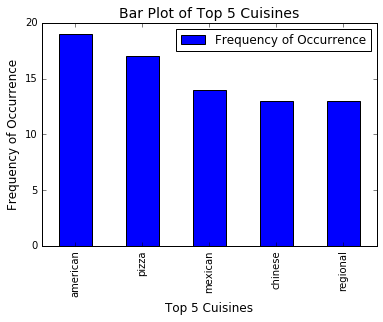 Bar Plot of Top 5 Cuisines
Frequency of Occurrence
20
15
10
5
0
Frequency of Occurrence
american
pizza
mexican
chinese
regional
Top 5 Cuisines